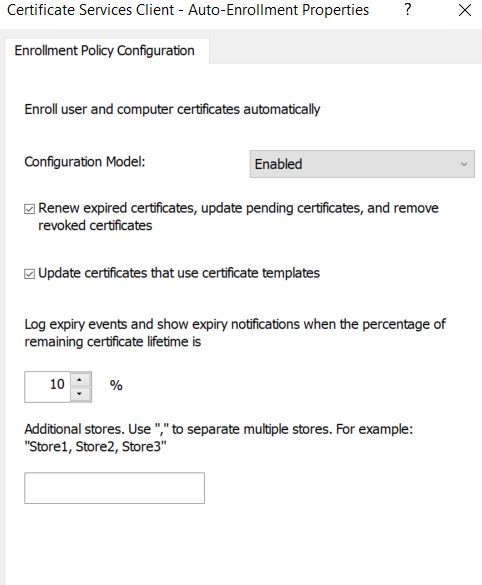 Certificate Services Client - Auto-Enrollment Properties ?
Enrollment Policy Configuration
Enroll user and computer certificates automatically
Configuration Model: Enabled
Renew expired certificates, update pending certificates, and remove
revoked certificates
Update certificates that use certificate templates
Log expiry events and show expiry notifications when the percentage of
remaining certificate lifetime is
10 %
Additional stores. Use "," to separate multiple stores. For example:
"Store1, Store2, Store3"